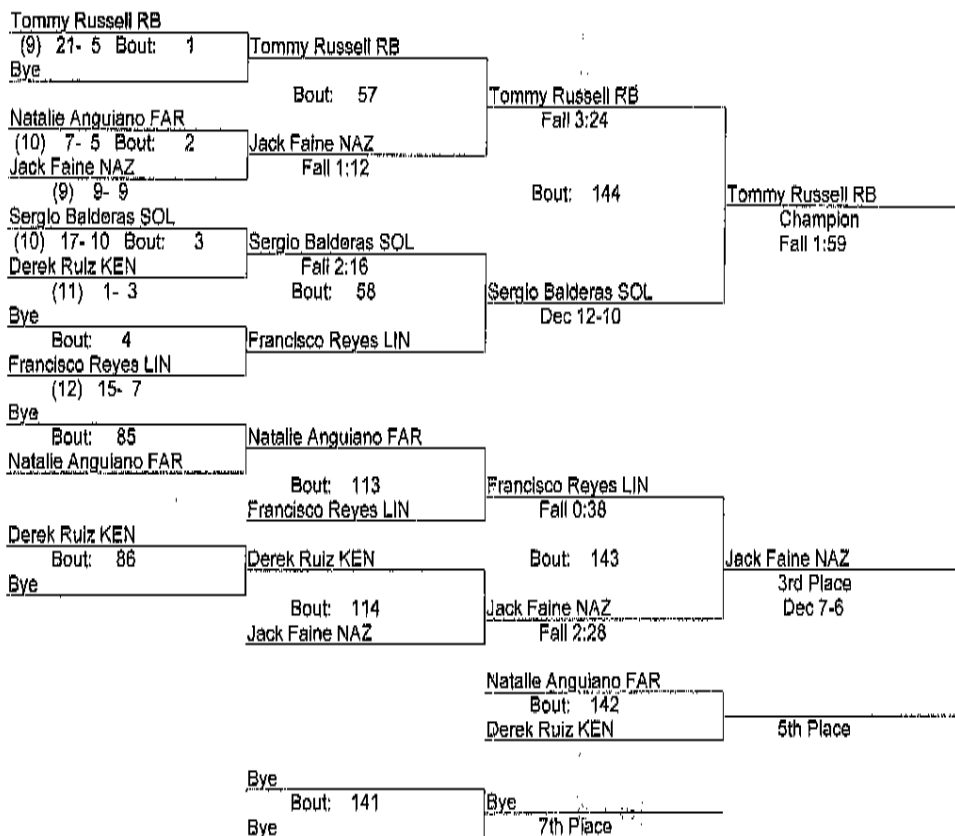 Tommy Russell RB
(9) 21- 5 Bout: 1
Bye
Natalie Anguiano FAR
(10) 7- 5 Bout: 2
Jack Faine NAZ
(9) 9- 9
Sergio Balderas SOL
(10) 17- 10 Bout: 3
Derek Ruiz KEN
(11) 1- 3
Bye
Bout: 4
Francisco Reyes LIN
(12) 15- 7
Tommy Russell RB
Bout: 57
Jack Faine NAZ
Fall 1:12
Sergio Balderas SOL
Fall 2:16
Bout: 58
Francisco Reyes LIN
Tommy Russell RB
Fall 3:24
Bout: 144
Sergio Balderas SOL
Dec 12-10
Tommy Russell RB
Champion
Fall 1:59
Bye
Bout: 85
Natalie Anguiano FAR
Derek Ruiz KEN
Bout: 86
Bye
Natalie Anguiano FAR
Bout: 113
Francisco Reyes LIN
Derek Ruiz KEN
Bout: 114
Jack Faine NAZ
Francisco Reyes LIN
Fall 0:38
Bout: 143
Jack Faine NAZ
Fall 2:28
Jack Faine NAZ
3rd Place
Dec 7-6
Natalie Anguiano FAR
Bout: 142
Derek Ruiz KEN
5th Place
Bye
Bout: 141
Bye
Bye
7th Place